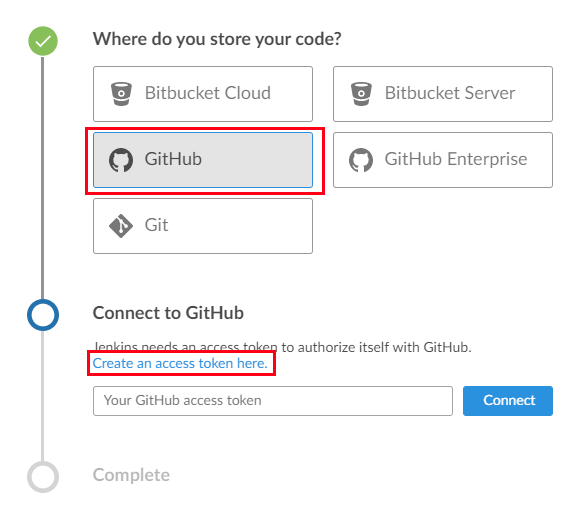 Where do you store your code?
Bitbucket Cloud
Bitbucket Server
GitHub
GitHub Enterprise
Git
Connect to GitHub
Jenkins needs an access token to authorize itself with GitHub.
Create an access token here.
Your GitHub access token
Connect
Complete